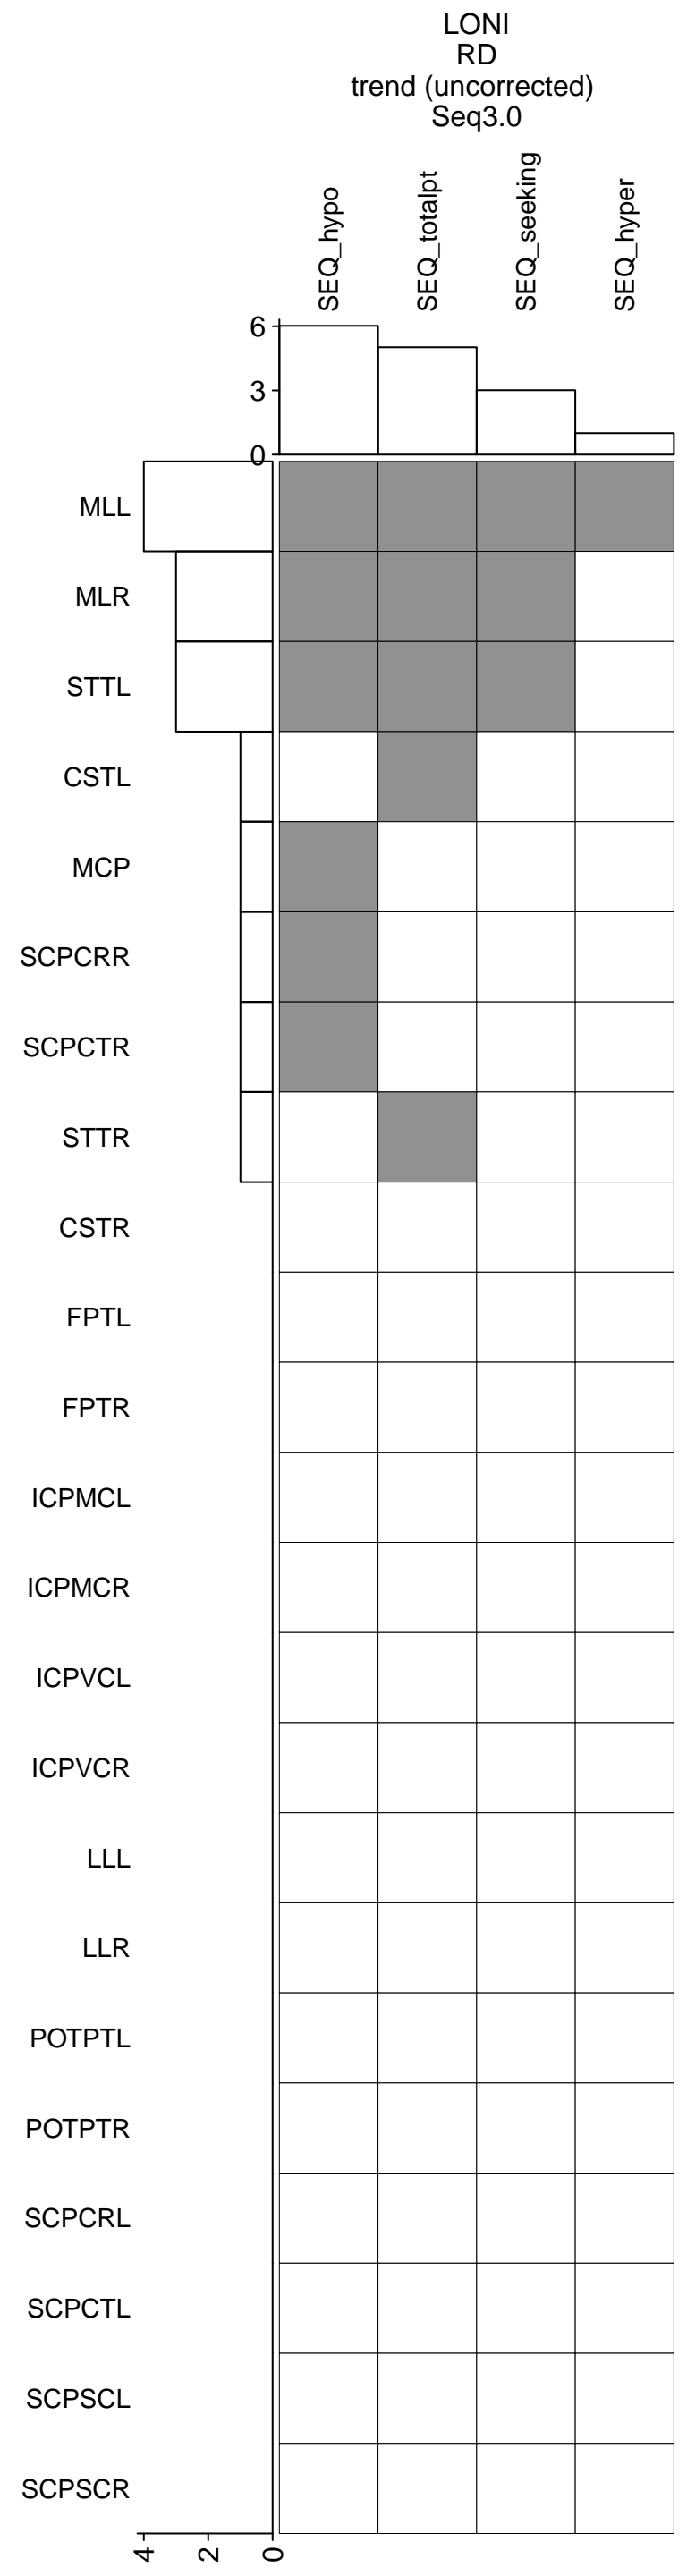 LONI
RD
trend (uncorrected)
Seq3.0
SEQ_hypo
SEQ_totalpt
SEQ_seeking
SEQ_hyper
6
3
0
MLL
MLR
STTL
CSTL
MCP
SCPCRR
SCPCTR
STTR
CSTR
FPTL
FPTR
ICPMCL
ICPMCR
ICPVCL
ICPVCR
LLL
LLR
POTPTL
POTPTR
SCPCRL
SCPCTL
SCPSCL
SCPSCR
4 2 0